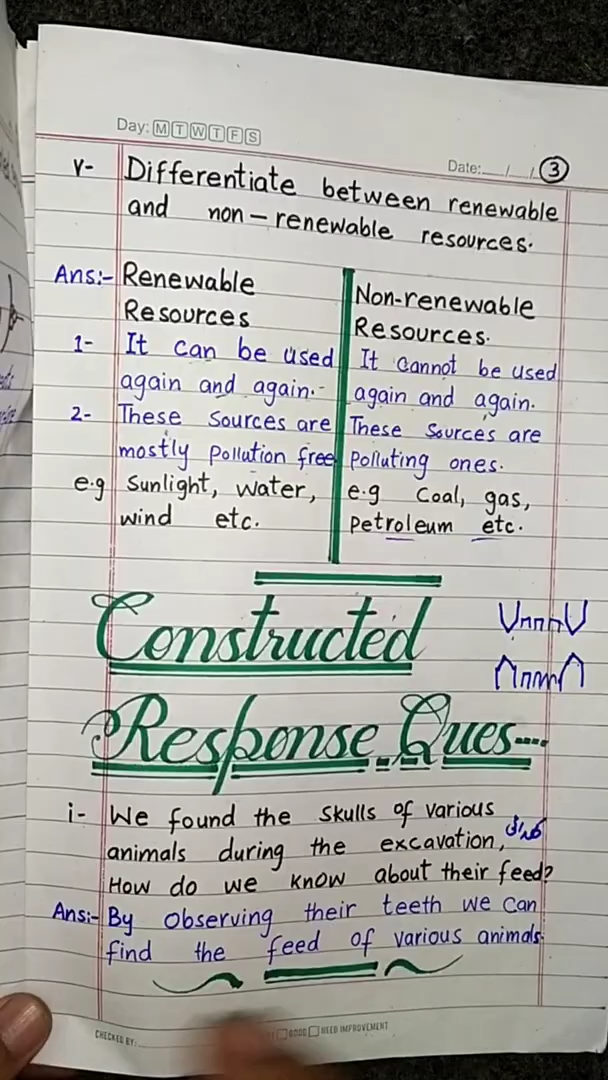 Day: M T W T F S
Date: __/__/ 3
v- Differentiate between renewable
and non-renewable resources.
Ans:- Renewable
Resources
1- It can be used
again and again.
2- These Sources are
mostly Pollution free
e.g Sunlight, water,
wind etc.
Non-renewable
Resources.
It Cannot be used
again and again.
These Sources are
Polluting ones.
e.g Coal, gas,
petroleum etc.
Constructed
Response Ques....
i- We found the skulls of various
animals during the excavation,
How do we know about their feed?
Ans:- By observing their teeth we can
find the feed of various animals.
CHECKED BY:
GOOD NEED IMPROVEMENT